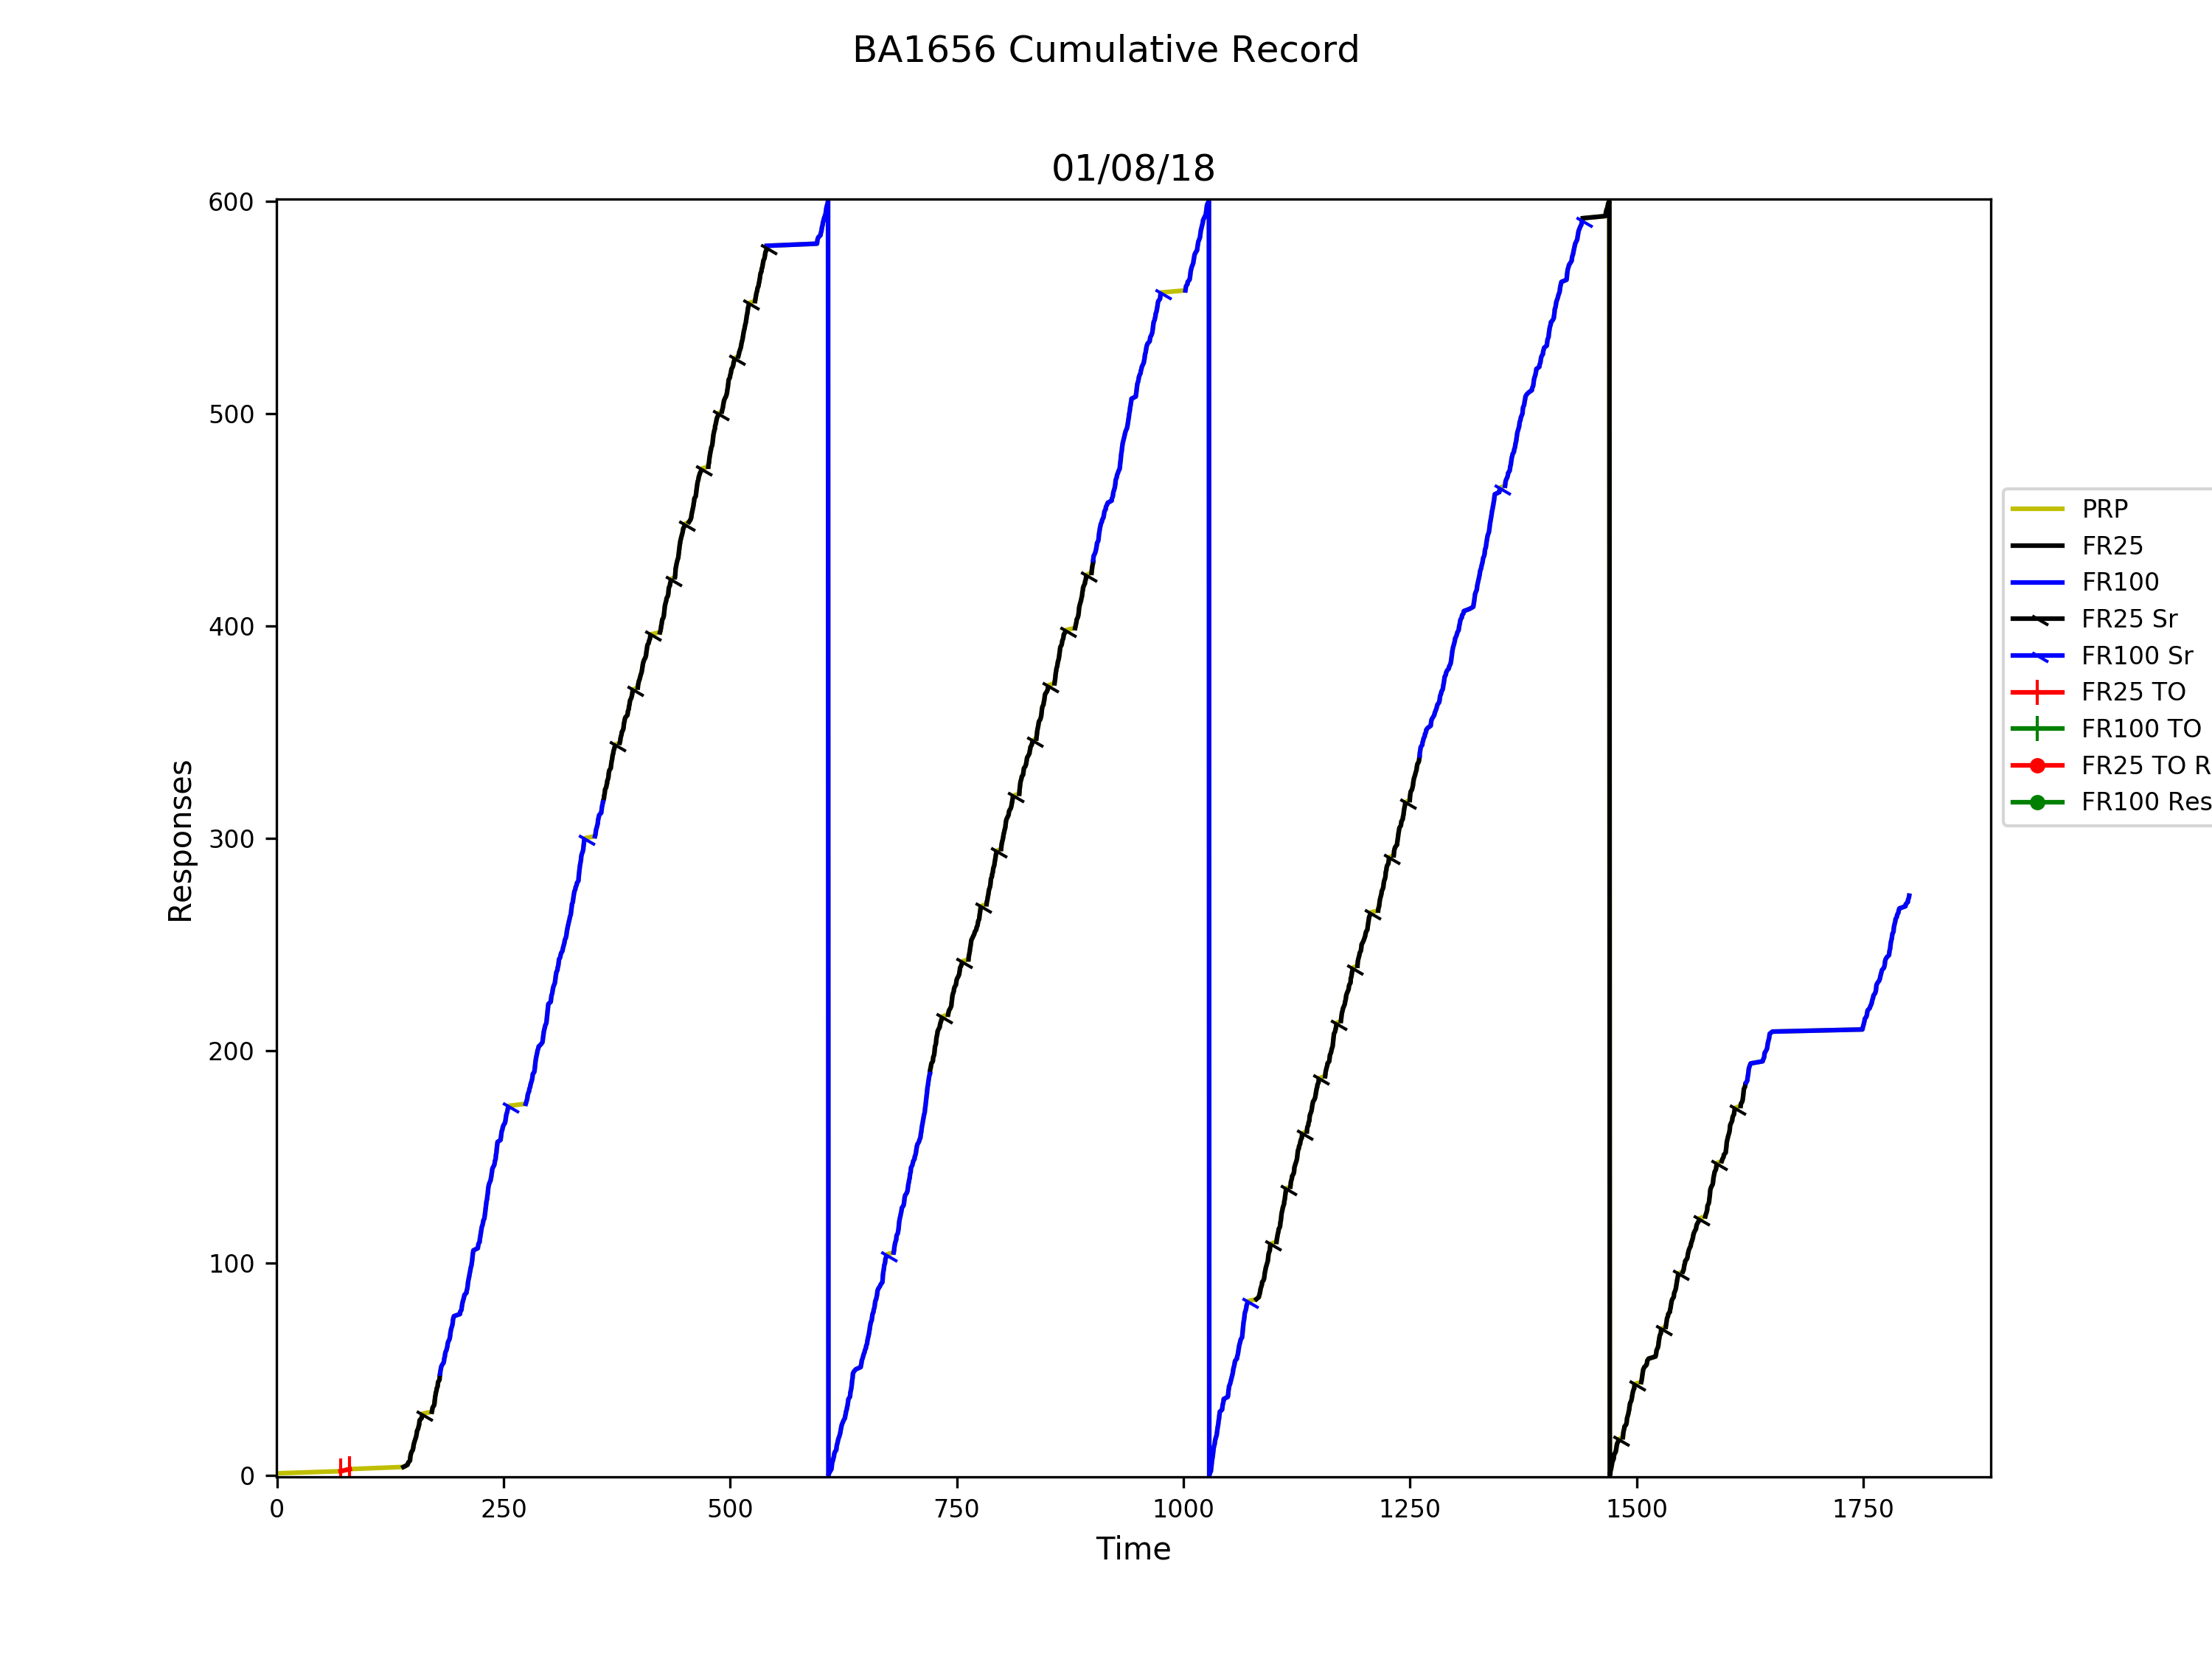 BA1656 Cumulative Record
01/08/18
600
500
400
300
200
100
0
Responses
0 250 500 750 1000 1250 1500 1750
Time
PRP
FR25
FR100
FR25 Sr
FR100 Sr
FR25 TO
FR100 TO
FR25 TO R
FR100 Res